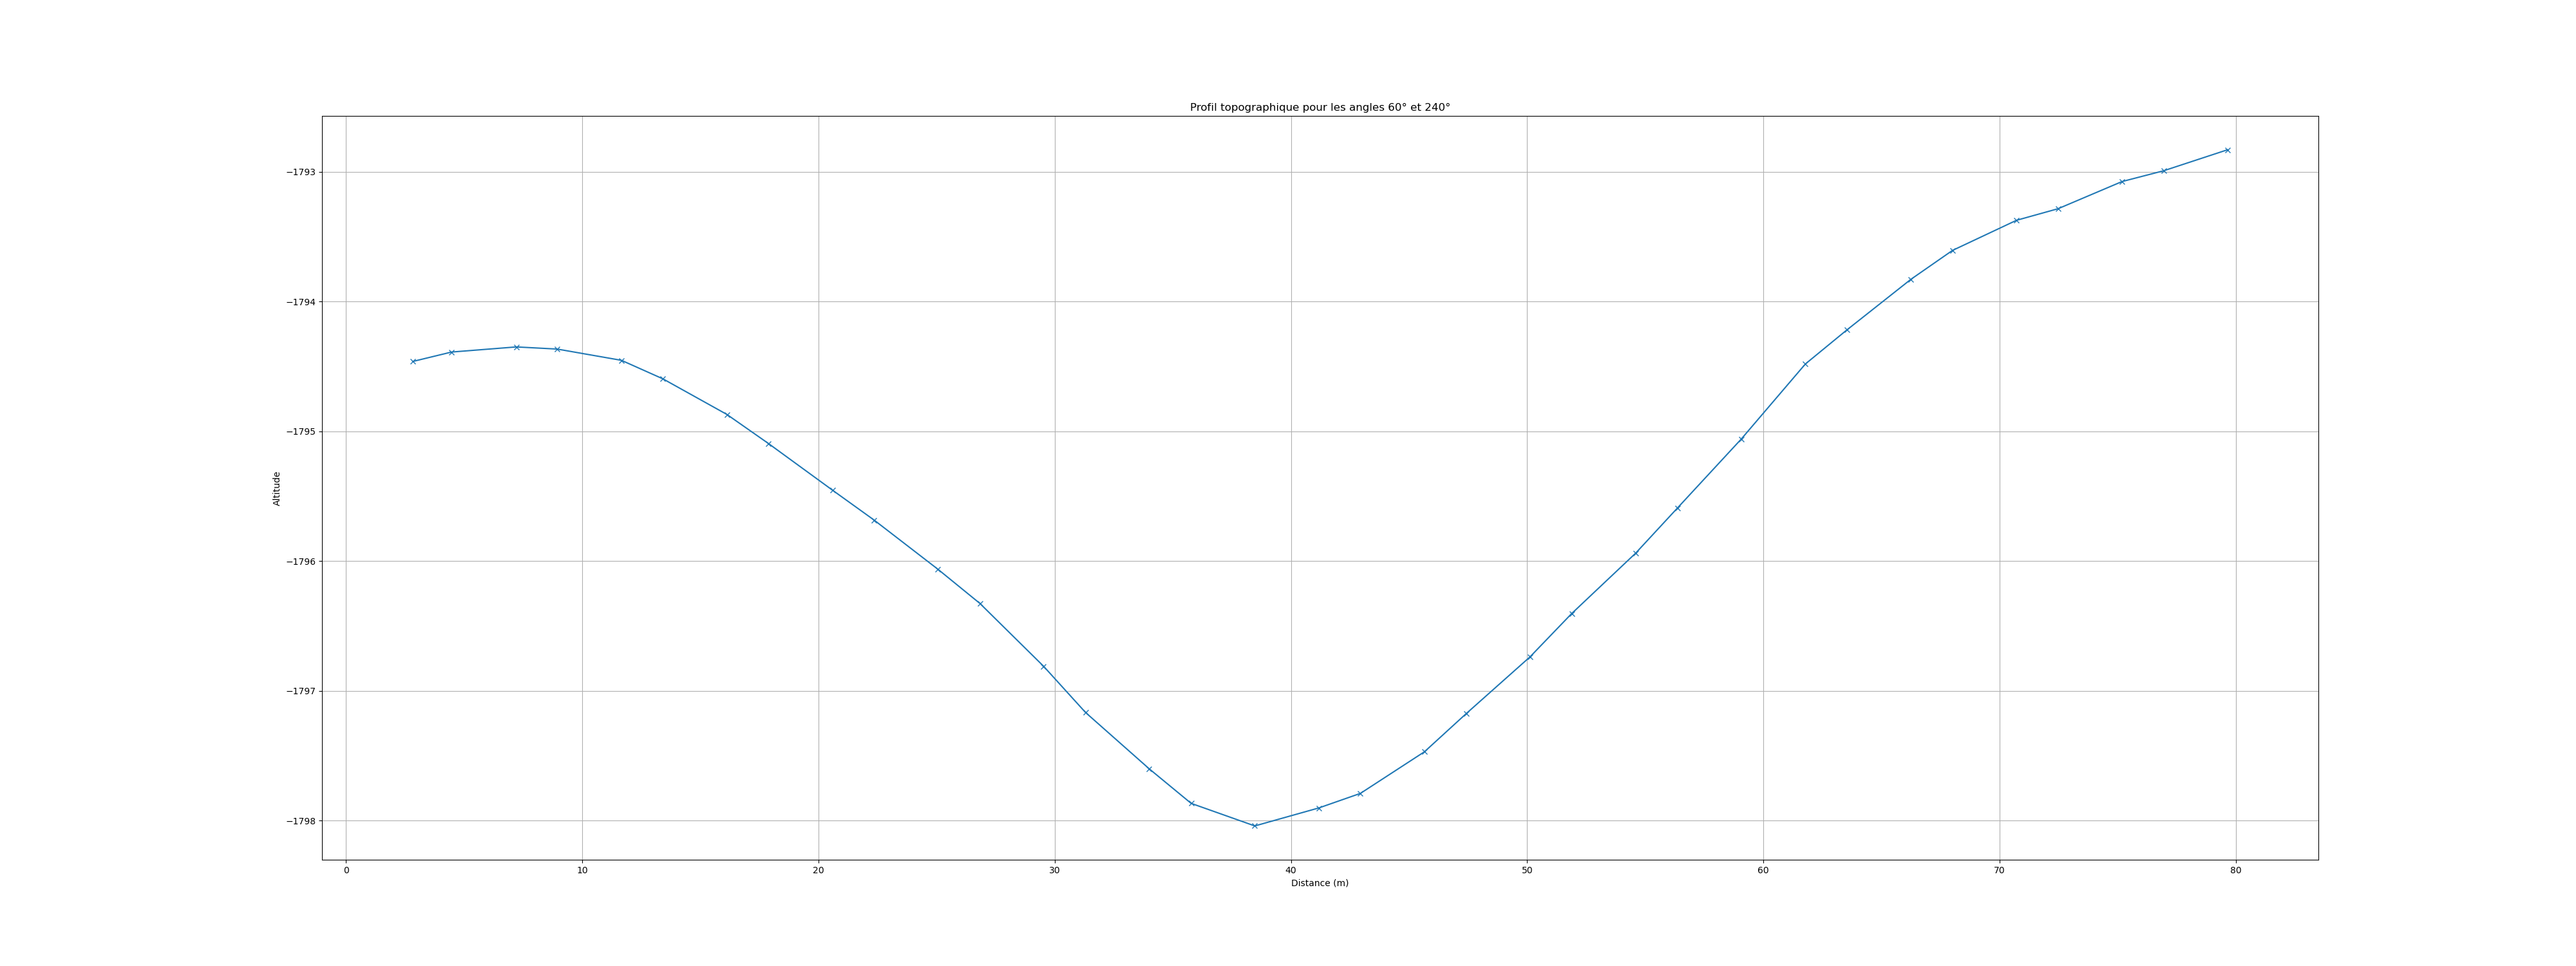 Profil topographique pour les angles 60° et 240°
Altitude
−1793
−1794
−1795
−1796
−1797
−1798
0 10 20 30 40 50 60 70 80
Distance (m)